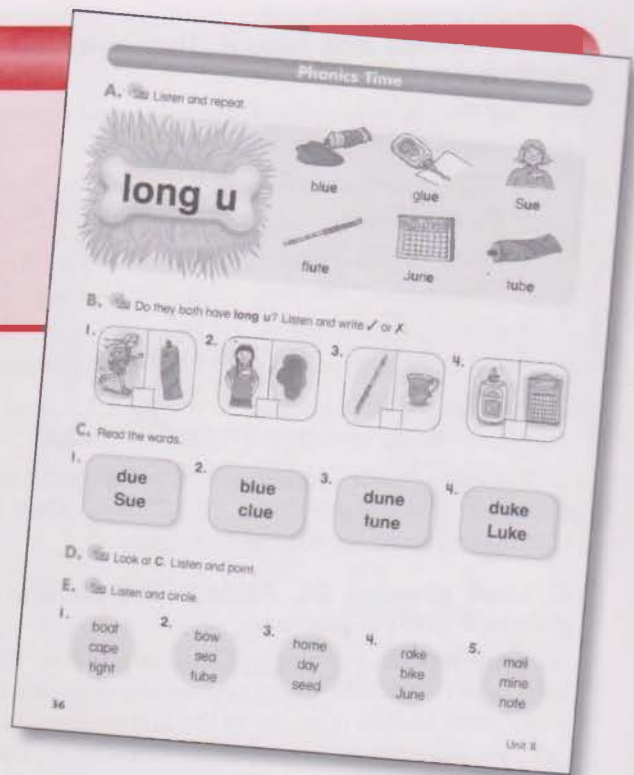 Phonics Time
A. Listen and repeat.
long u
blue glue Sue
flute June tube
B. Do they both have long u? Listen and write ✓ or ✗.
1. 2. 3. 4.
C. Read the words.
1. 2. 3. 4.
due blue dune duke
Sue clue tune Luke
D. Look at C. Listen and point.
E. Listen and circle.
1. 2. 3. 4. 5.
boat bow home rake mail
cape sea day bike mine
tight tube seed June note
36
Unit 8